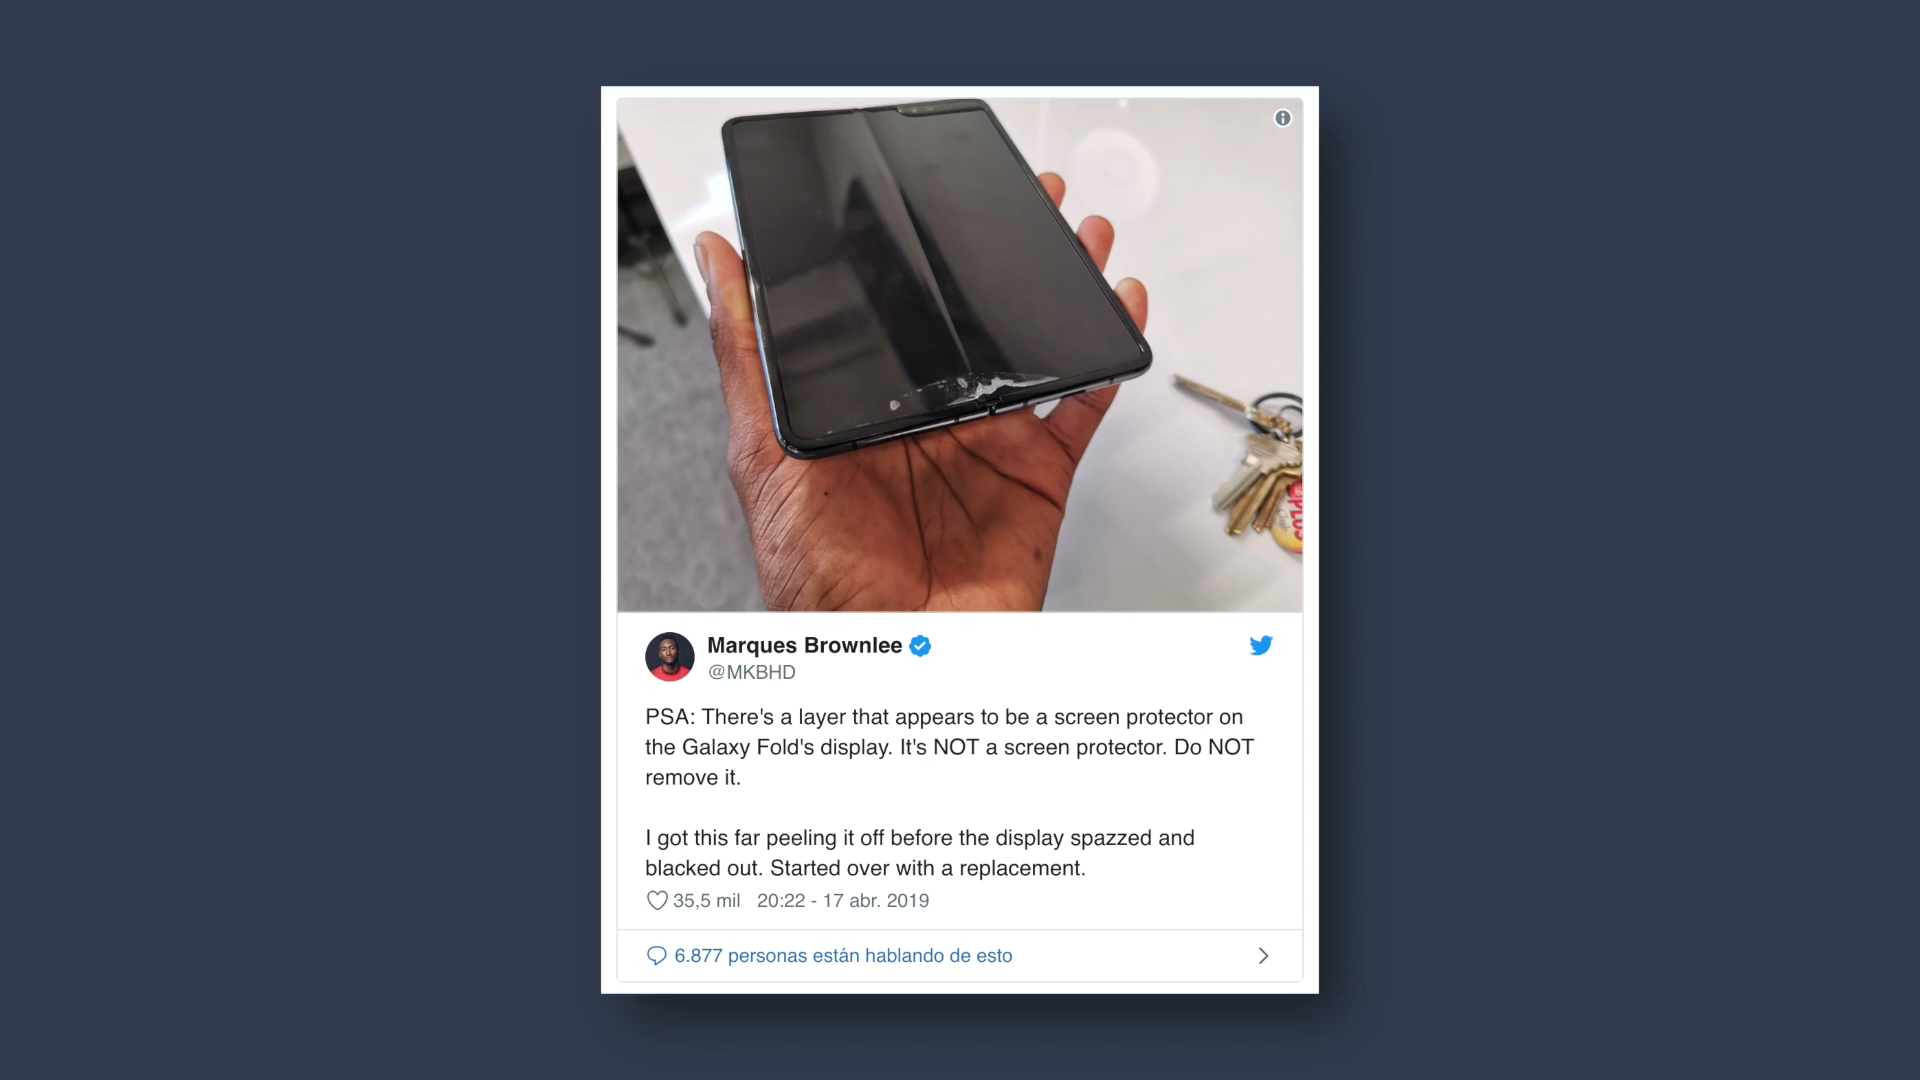 PLUS
Club
Marques Brownlee
@MKBHD
PSA: There's a layer that appears to be a screen protector on
the Galaxy Fold's display. It's NOT a screen protector. Do NOT
remove it.
I got this far peeling it off before the display spazzed and
blacked out. Started over with a replacement.
35,5 mil 20:22 - 17 abr. 2019
6.877 personas están hablando de esto